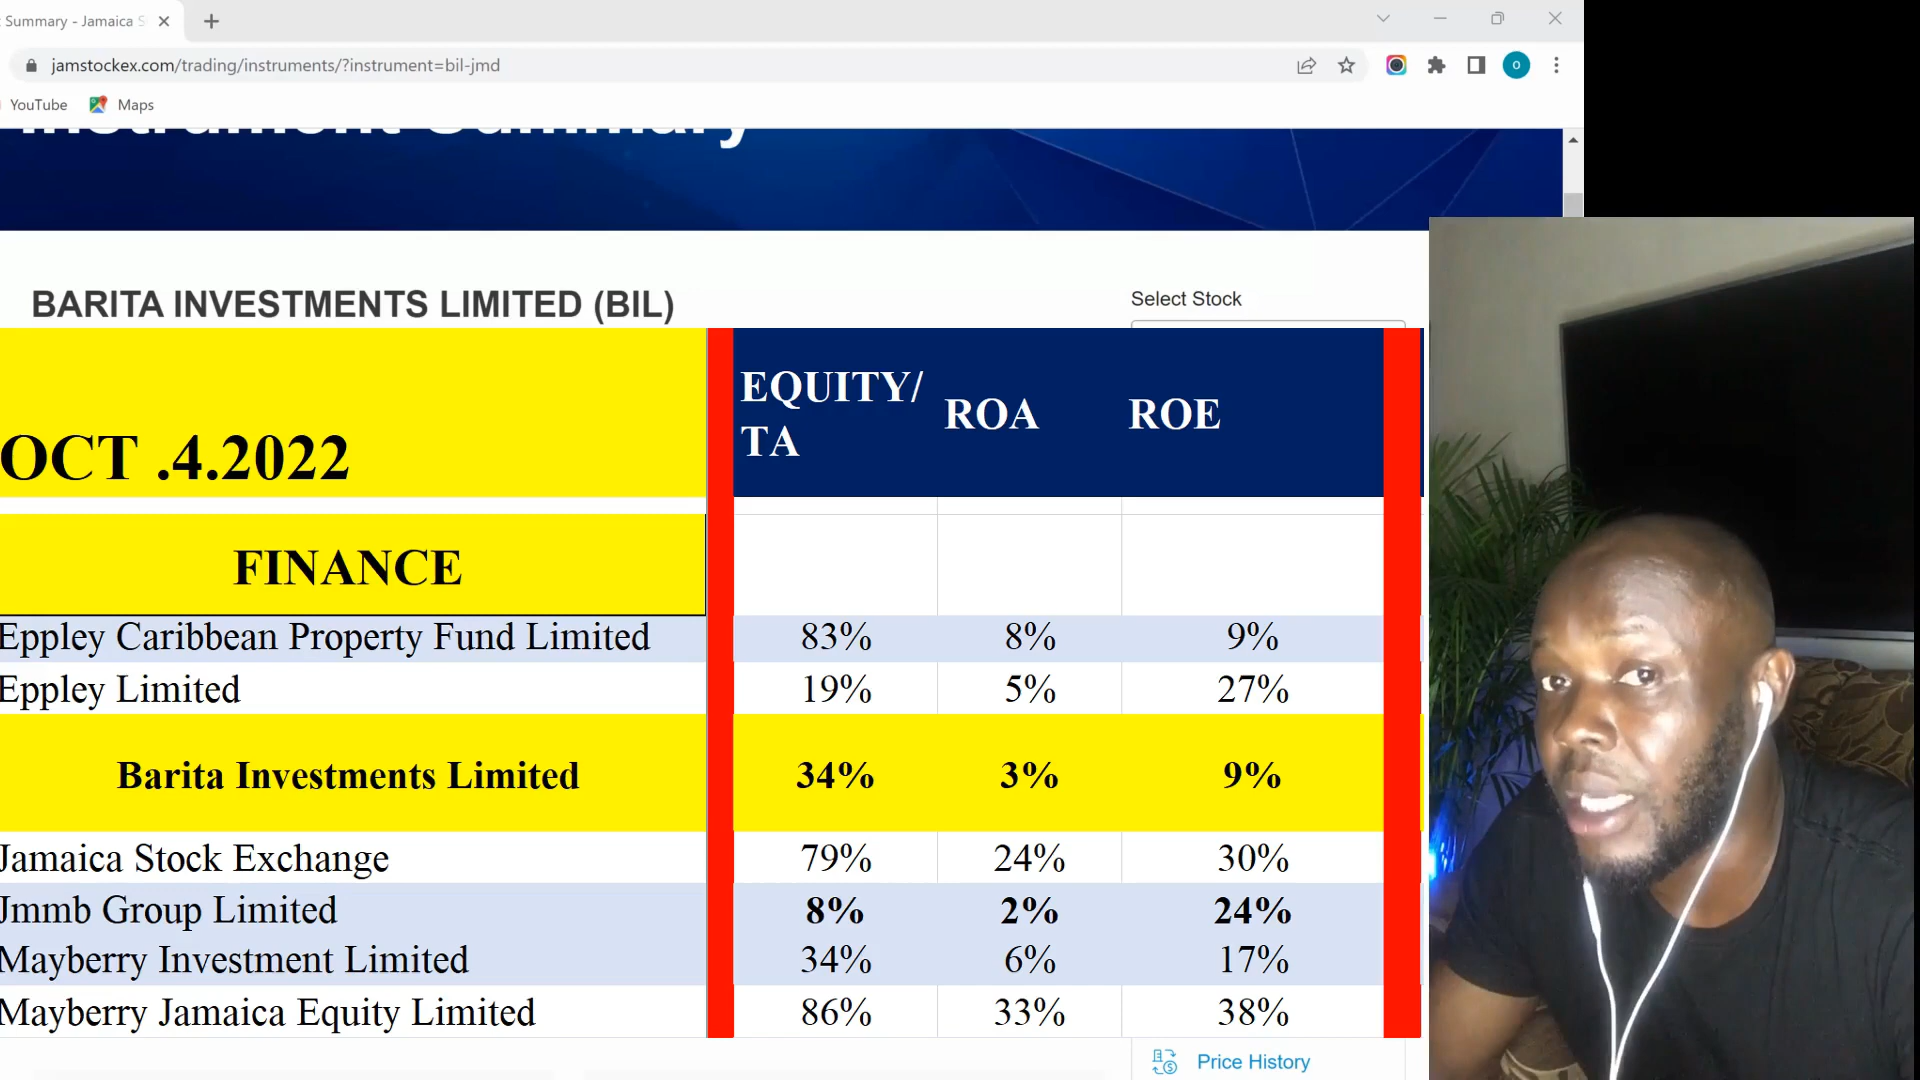 Summary - Jamaica S
jamstockex.com/trading/instruments/?instrument=bil-jmd
o
YouTube Maps
Instrument Summary
BARITA INVESTMENTS LIMITED (BIL)
Select Stock
OCT .4.2022
EQUITY/
TA
ROA
ROE
FINANCE
Eppley Caribbean Property Fund Limited 83% 8% 9%
Eppley Limited 19% 5% 27%
Barita Investments Limited 34% 3% 9%
Jamaica Stock Exchange 79% 24% 30%
Jmmb Group Limited 8% 2% 24%
Mayberry Investment Limited 34% 6% 17%
Mayberry Jamaica Equity Limited 86% 33% 38%
Price History